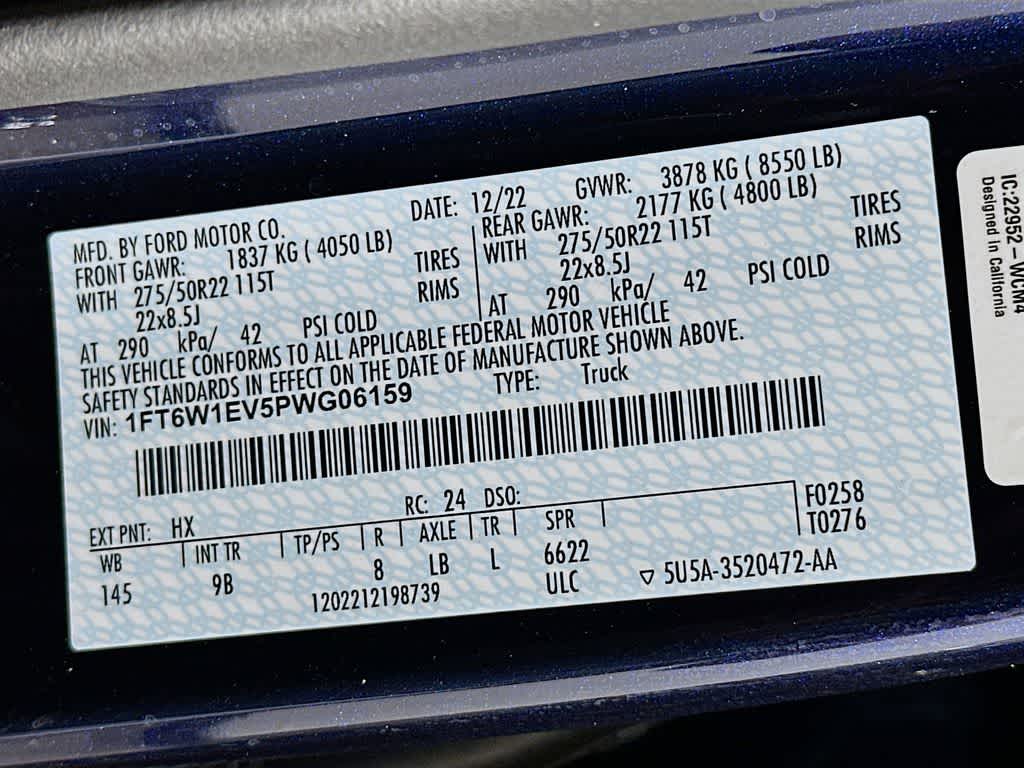 MFD. BY FORD MOTOR CO.
DATE: 12/22
GVWR: 3878 KG ( 8550 LB)
FRONT GAWR: 1837 KG ( 4050 LB)
REAR GAWR: 2177 KG ( 4800 LB)
WITH 275/50R22 115T TIRES
WITH 275/50R22 115T TIRES
22x8.5J RIMS
22x8.5J RIMS
AT 290 kPa/ 42 PSI COLD
AT 290 kPa/ 42 PSI COLD
THIS VEHICLE CONFORMS TO ALL APPLICABLE FEDERAL MOTOR VEHICLE
SAFETY STANDARDS IN EFFECT ON THE DATE OF MANUFACTURE SHOWN ABOVE.
VIN: 1FT6W1EV5PWG06159 TYPE: Truck
EXT PNT: HX RC: 24 DSO:
WB INT TR TP/PS R AXLE TR SPR
145 9B 8 LB L 6622
1202212198739 ULC
F0258
T0276
▽ 5U5A-3520472-AA
IC:22952 – WCM4
Designed in California